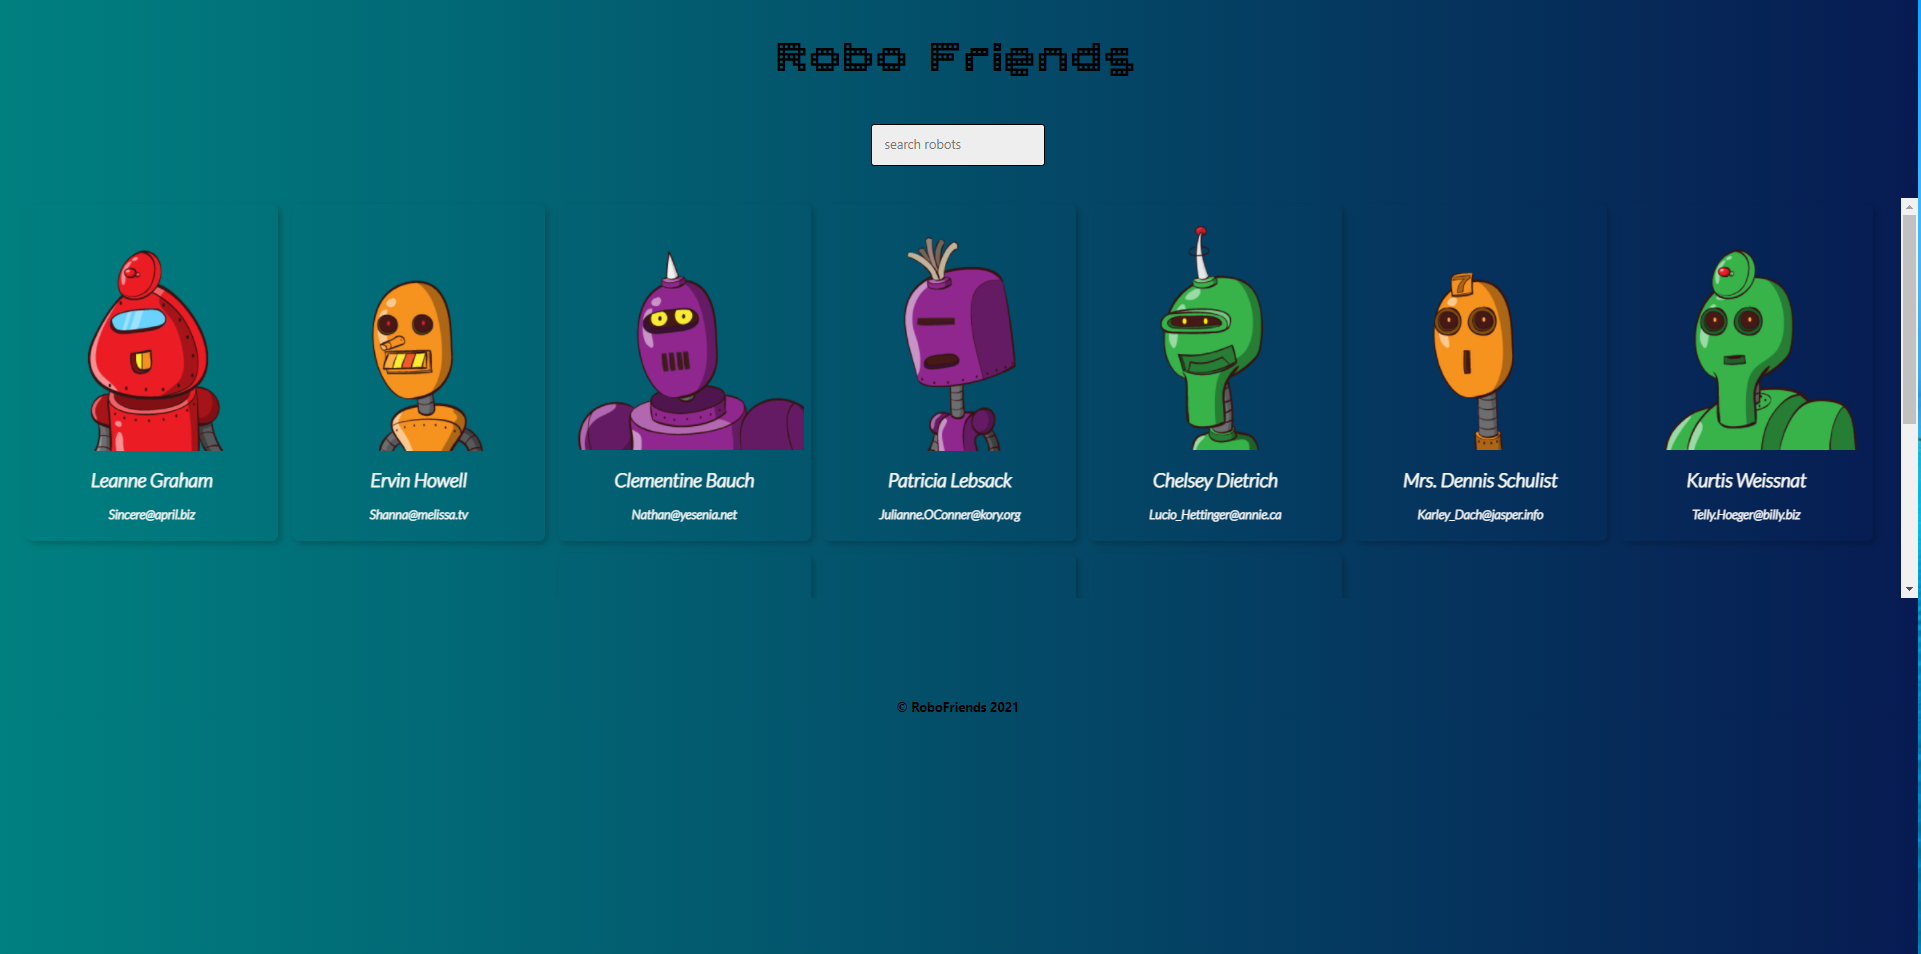 Robo Friends
search robots
7
Leanne Graham
Sincere@april.biz
Ervin Howell
Shanna@melissa.tv
Clementine Bauch
Nathan@yesenia.net
Patricia Lebsack
Julianne.OConner@kory.org
Chelsey Dietrich
Lucio_Hettinger@annie.ca
Mrs. Dennis Schulist
Karley_Dach@jasper.info
Kurtis Weissnat
Telly.Hoeger@billy.biz
© RoboFriends 2021